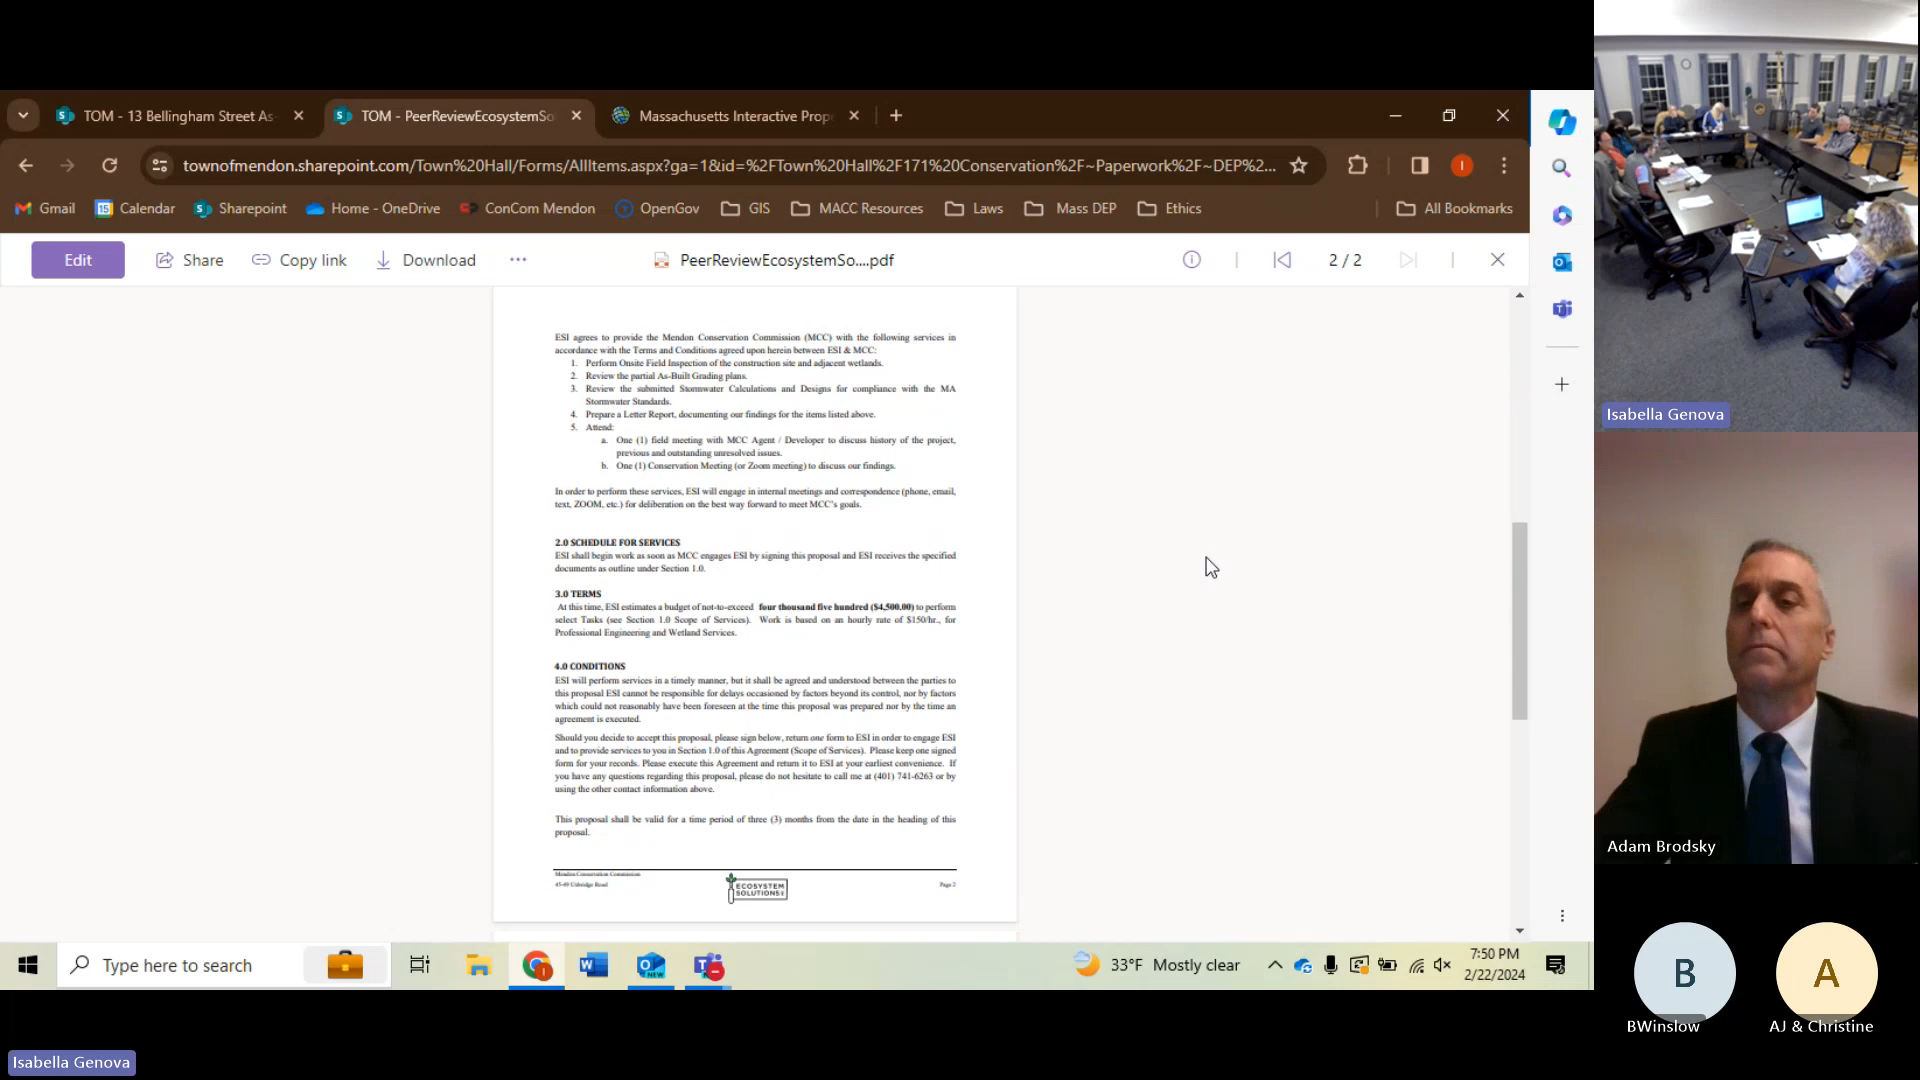 TOM - 13 Bellingham Street As-
TOM - PeerReviewEcosystemSo
Massachusetts Interactive Prop
townofmendon.sharepoint.com/Town%20Hall/Forms/AllItems.aspx?ga=1&id=%2FTown%20Hall%2F171%20Conservation%2F~Paperwork%2F~DEP%2...
I
Gmail
Calendar
Sharepoint
Home - OneDrive
ConCom Mendon
OpenGov
GIS
MACC Resources
Laws
Mass DEP
Ethics
All Bookmarks
Edit
Share
Copy link
Download
PeerReviewEcosystemSo....pdf
2 / 2
ESI agrees to provide the Mendon Conservation Commission (MCC) with the following services in
accordance with the Terms and Conditions agreed upon herein between ESI & MCC:
1. Perform Onsite Field Inspection of the construction site and adjacent wetlands.
2. Review the partial As-Built Grading plans.
3. Review the submitted Stormwater Calculations and Designs for compliance with the MA
Stormwater Standards.
4. Prepare a Letter Report, documenting our findings for the items listed above.
5. Attend:
a. One (1) field meeting with MCC Agent / Developer to discuss history of the project,
previous and outstanding unresolved issues.
b. One (1) Conservation Meeting (or Zoom meeting) to discuss our findings.
In order to perform these services, ESI will engage in internal meetings and correspondence (phone, email,
text, ZOOM, etc.) for deliberation on the best way forward to meet MCC's goals.
2.0 SCHEDULE FOR SERVICES
ESI shall begin work as soon as MCC engages ESI by signing this proposal and ESI receives the specified
documents as outline under Section 1.0.
3.0 TERMS
At this time, ESI estimates a budget of not-to-exceed four thousand five hundred ($4,500.00) to perform
select Tasks (see Section 1.0 Scope of Services). Work is based on an hourly rate of $150/hr., for
Professional Engineering and Wetland Services.
4.0 CONDITIONS
ESI will perform services in a timely manner, but it shall be agreed and understood between the parties to
this proposal ESI cannot be responsible for delays occasioned by factors beyond its control, nor by factors
which could not reasonably have been foreseen at the time this proposal was prepared nor by the time an
agreement is executed.
Should you decide to accept this proposal, please sign below, return one form to ESI in order to engage ESI
and to provide services to you in Section 1.0 of this Agreement (Scope of Services). Please keep one signed
form for your records. Please execute this Agreement and return it to ESI at your earliest convenience. If
you have any questions regarding this proposal, please do not hesitate to call me at (401) 741-6263 or by
using the other contact information above.
This proposal shall be valid for a time period of three (3) months from the date in the heading of this
proposal.
Mendon Conservation Commission
45-49 Uxbridge Road
ECOSYSTEM
SOLUTIONS
Page 2
Type here to search
33°F Mostly clear
7:50 PM
2/22/2024
Isabella Genova
Adam Brodsky
B
BWinslow
A
AJ & Christine
Isabella Genova